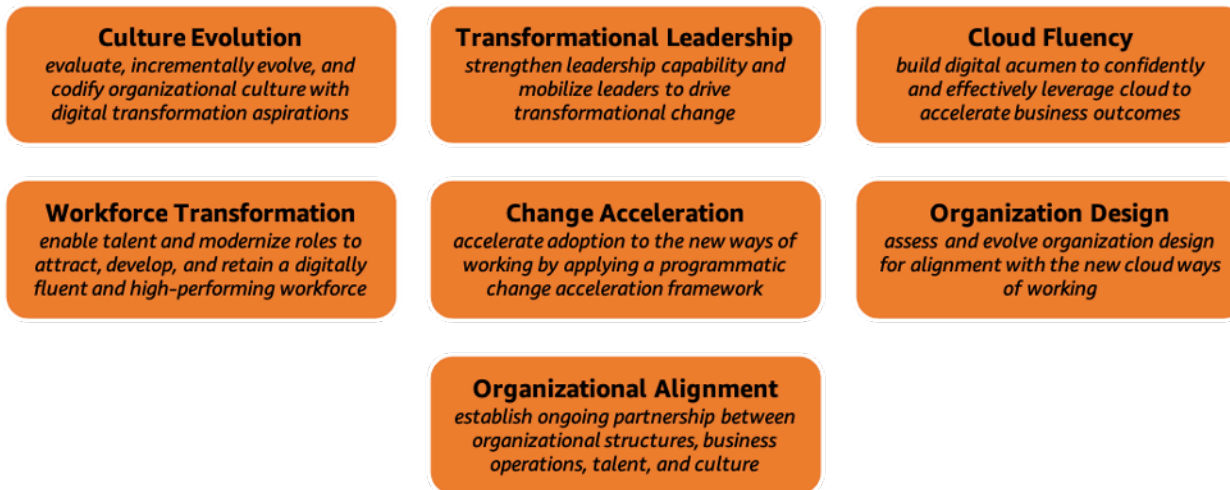 Culture Evolution
evaluate, incrementally evolve, and
codify organizational culture with
digital transformation aspirations
Transformational Leadership
strengthen leadership capability and
mobilize leaders to drive
transformational change
Cloud Fluency
build digital acumen to confidently
and effectively leverage cloud to
accelerate business outcomes
Workforce Transformation
enable talent and modernize roles to
attract, develop, and retain a digitally
fluent and high-performing workforce
Change Acceleration
accelerate adoption to the new ways of
working by applying a programmatic
change acceleration framework
Organization Design
assess and evolve organization design
for alignment with the new cloud ways
of working
Organizational Alignment
establish ongoing partnership between
organizational structures, business
operations, talent, and culture